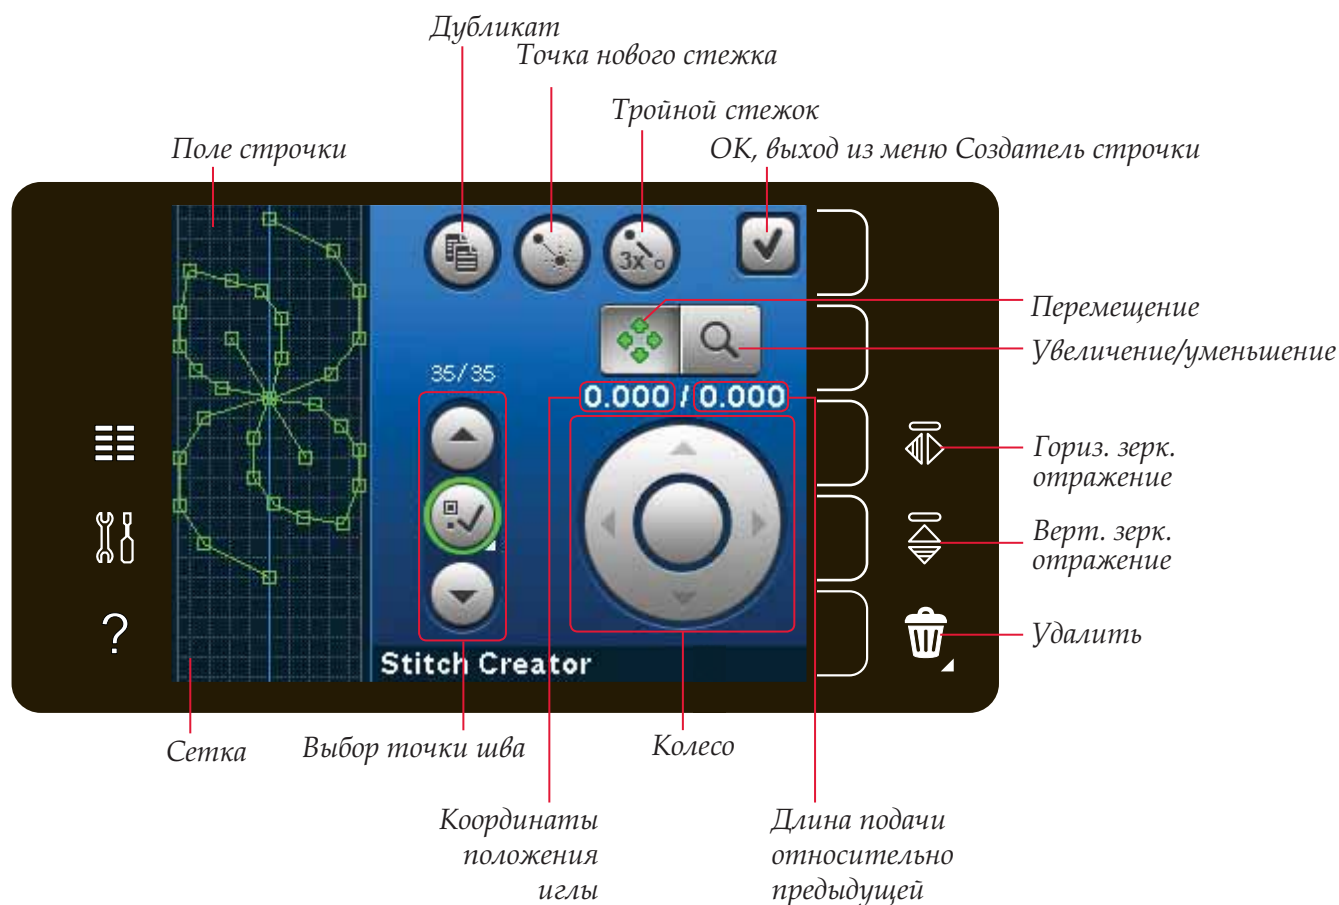 Дубликат
Точка нового стежка
Тройной стежок
Поле строчки
ОК, выход из меню Создатель строчки
3x
Перемещение
Увеличение/уменьшение
35/35
0.000 / 0.000
Гориз. зерк.
отражение
Верт. зерк.
отражение
?
Удалить
Stitch Creator
Сетка
Выбор точки шва
Колесо
Координаты
положения
иглы
Длина подачи
относительно
предыдущей